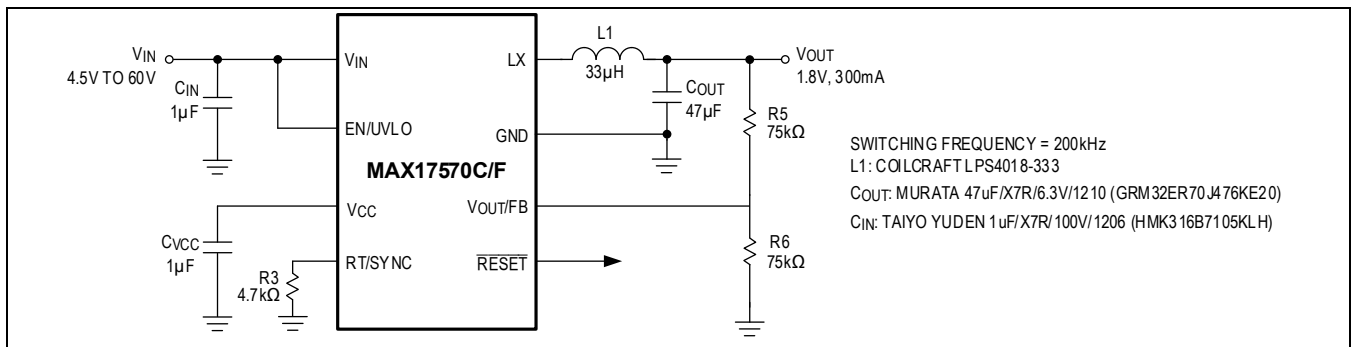 VIN
4.5V TO 60V
CIN
1µF
VIN
EN/UVLO
MAX17570C/F
VCC
CVCC
1µF
RT/SYNC
R3
4.7kΩ
LX
GND
VOUT/FB
RESET
L1
33µH
COUT
47µF
VOUT
1.8V, 300mA
R5
75kΩ
R6
75kΩ
SWITCHING FREQUENCY = 200kHz
L1: COILCRAFT LPS4018-333
COUT: MURATA 47uF/X7R/6.3V/1210 (GRM32ER70J476KE20)
CIN: TAIYO YUDEN 1uF/X7R/100V/1206 (HMK316B7105KLH)